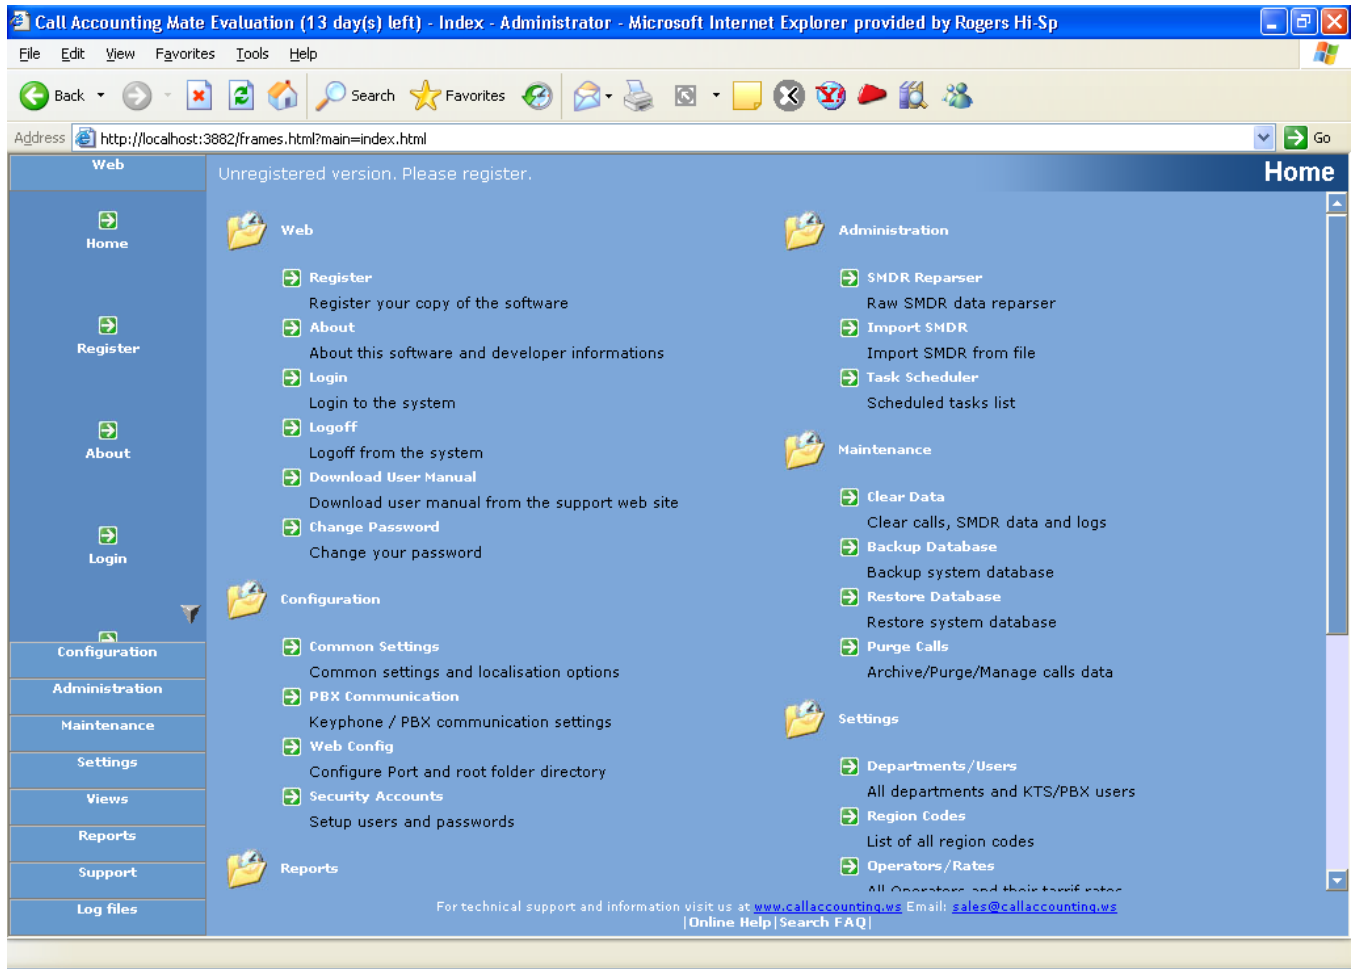 Call Accounting Mate Evaluation (13 day(s) left) - Index - Administrator - Microsoft Internet Explorer provided by Rogers Hi-Sp
File Edit View Favorites Tools Help
Back Search Favorites
Address http://localhost:3882/frames.html?main=index.html Go
Web
Home
Register
About
Login
Configuration
Administration
Maintenance
Settings
Views
Reports
Support
Log files
Unregistered version. Please register. Home
Web
Register
Register your copy of the software
About
About this software and developer informations
Login
Login to the system
Logoff
Logoff from the system
Download User Manual
Download user manual from the support web site
Change Password
Change your password
Configuration
Common Settings
Common settings and localisation options
PBX Communication
Keyphone / PBX communication settings
Web Config
Configure Port and root folder directory
Security Accounts
Setup users and passwords
Reports
Administration
SMDR Reparser
Raw SMDR data reparser
Import SMDR
Import SMDR from file
Task Scheduler
Scheduled tasks list
Maintenance
Clear Data
Clear calls, SMDR data and logs
Backup Database
Backup system database
Restore Database
Restore system database
Purge Calls
Archive/Purge/Manage calls data
Settings
Departments/Users
All departments and KTS/PBX users
Region Codes
List of all region codes
Operators/Rates
All Operators and their tarrif rates
For technical support and information visit us at www.callaccounting.ws Email: sales@callaccounting.ws
|Online Help|Search FAQ|